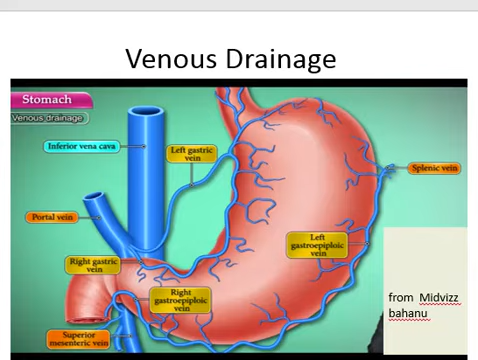 Venous Drainage
Stomach
Venous drainage
Inferior vena cava
Left gastric
vein
Splenic vein
Portal vein
Right gastric
vein
Left
gastroepiploic
vein
Right
gastroepiploic
vein
Superior
mesenteric vein
from Midvizz
bahanu